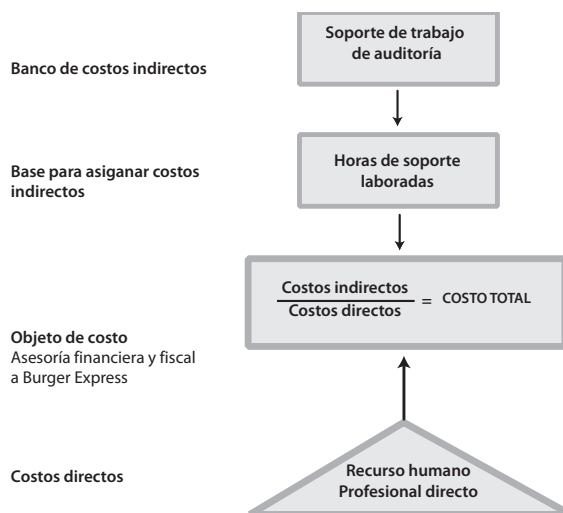 Soporte de trabajo
de auditoría
Banco de costos indirectos
Horas de soporte
laboradas
Base para asiganar costos
indirectos
Costos indirectos
Costos directos
= COSTO TOTAL
Objeto de costo
Asesoría financiera y fiscal
a Burger Express
Recurso humano
Profesional directo
Costos directos